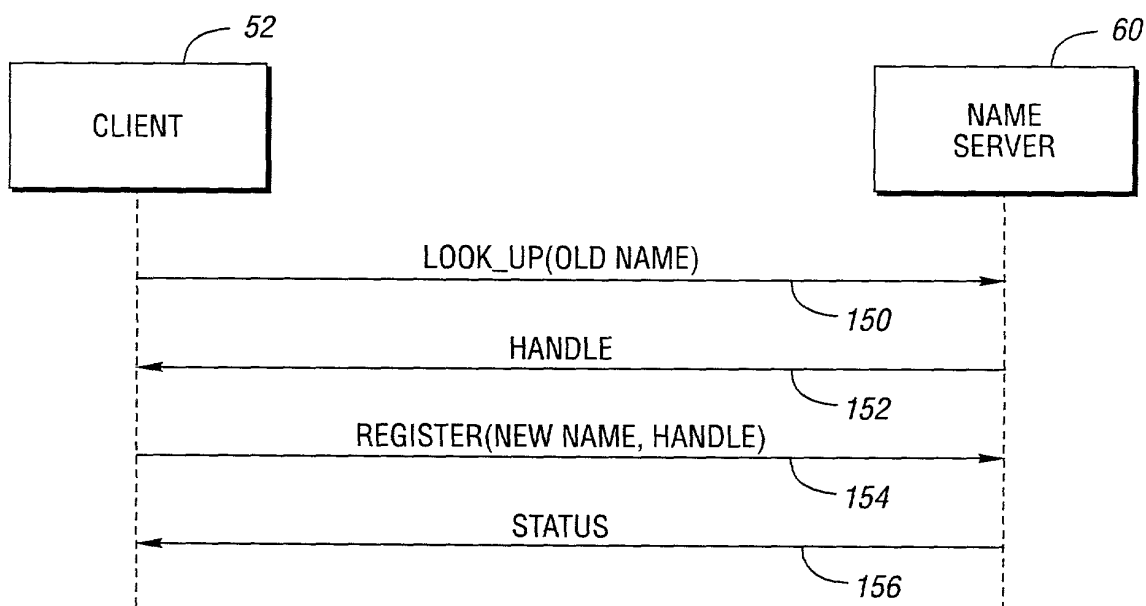 52
60
CLIENT
NAME
SERVER
LOOK_UP(OLD NAME)
150
HANDLE
152
REGISTER(NEW NAME, HANDLE)
154
STATUS
156